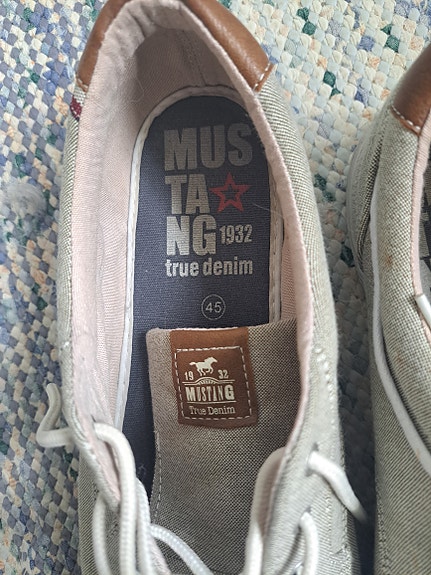 MUS
TA
NG 1932
true denim
45
19 32
MUSTANG
True Denim